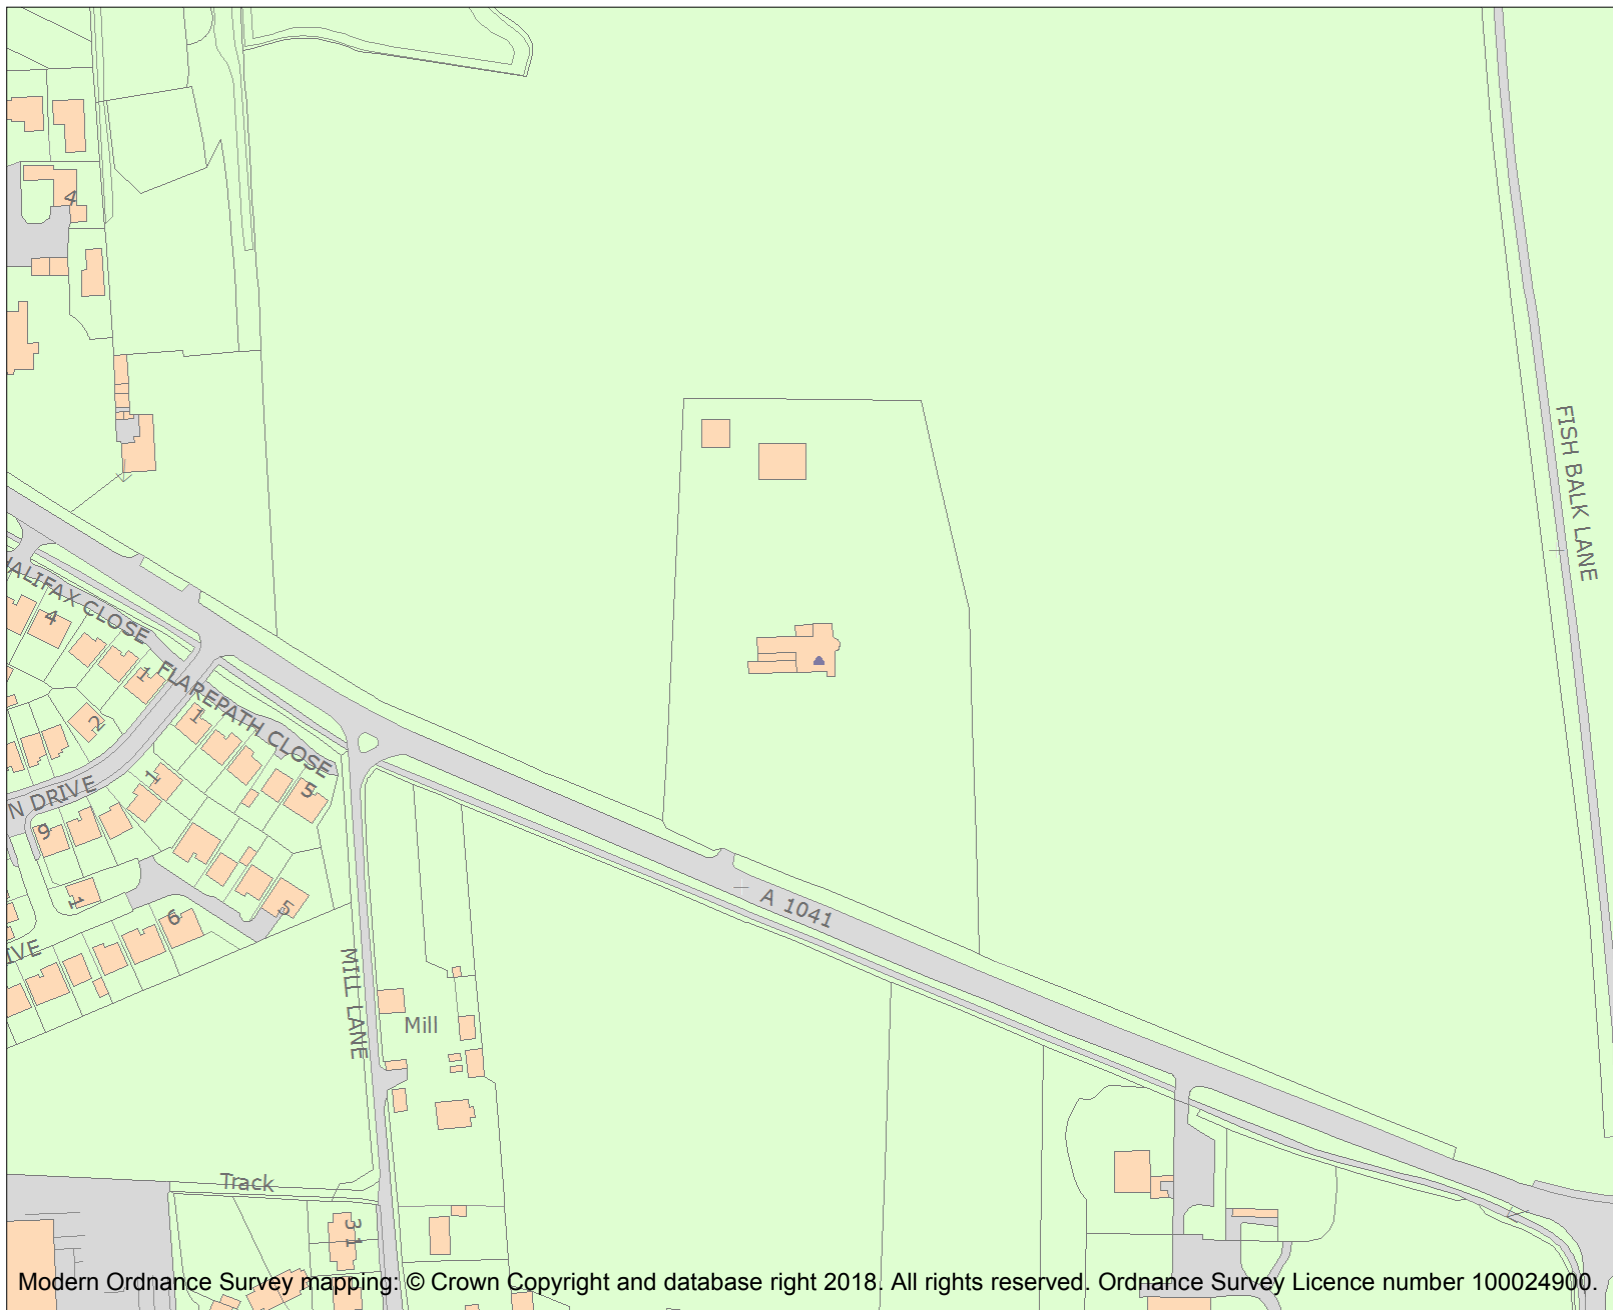 4
FISH BALK LANE
HALIFAX CLOSE
4
1
FLAREPATH CLOSE
2
1
1
5
N DRIVE
9
A 1041
1
5
6
IVE
MILL LANE
Mill
Track
31
Modern Ordnance Survey mapping: © Crown Copyright and database right 2018. All rights reserved. Ordnance Survey Licence number 100024900.